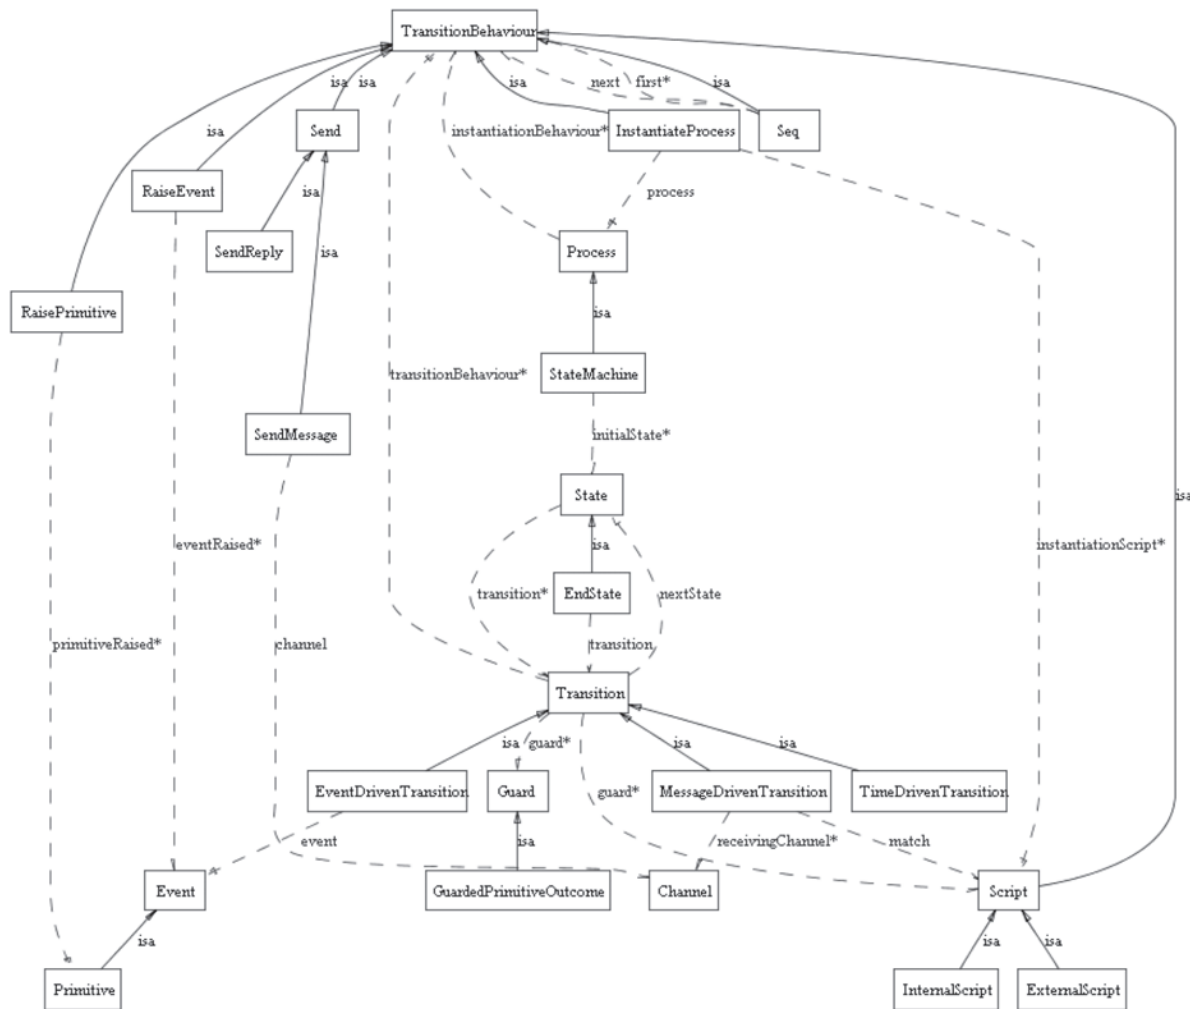 TransitionBehaviour
isa
isa
isa
next
first*
isa
Send
instantiationBehaviour*
InstantiateProcess
Seq
isa
RaiseEvent
isa
process
SendReply
isa
Process
RaisePrimitive
isa
transitionBehaviour*
StateMachine
SendMessage
initialState*
State
isa
eventRaised*
isa
instantiationScript*
transition*
EndState
nextState
primitiveRaised*
channel
transition
Transition
isa
guard*
isa
isa
EventDrivenTransition
Guard
guard*
MessageDrivenTransition
TimeDrivenTransition
event
isa
receivingChannel*
match
Event
GuardedPrimitiveOutcome
Channel
Script
isa
isa
isa
Primitive
InternalScript
ExternalScript